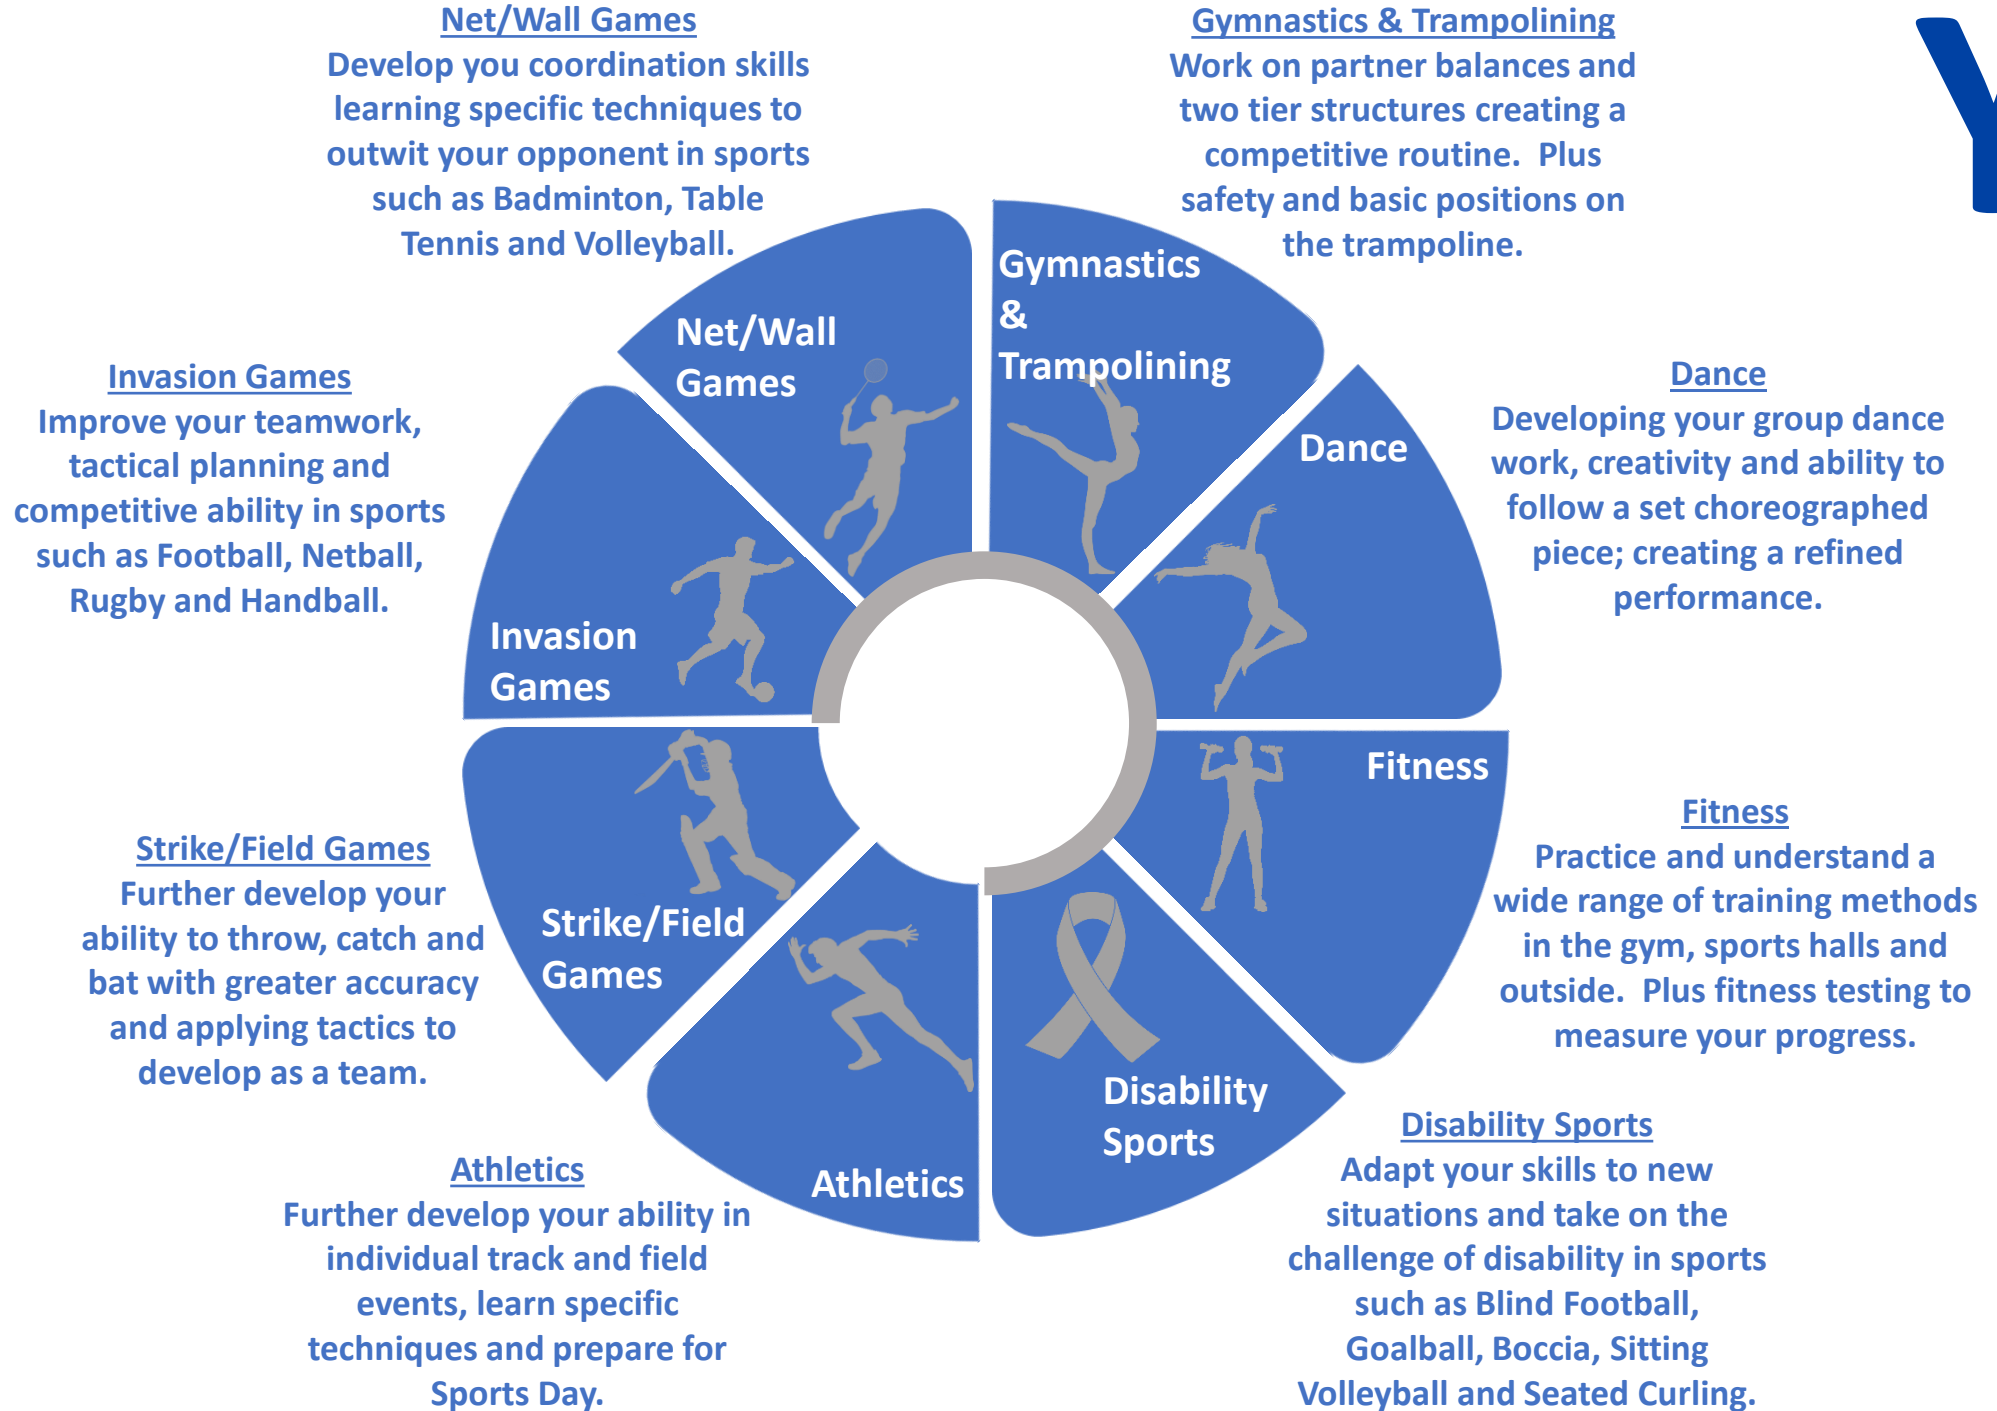 Net/Wall Games
Develop you coordination skills
learning specific techniques to
outwit your opponent in sports
such as Badminton, Table
Tennis and Volleyball.
Gymnastics & Trampolining
Work on partner balances and
two tier structures creating a
competitive routine.  Plus
safety and basic positions on
the trampoline.
Y
Net/Wall
Games
Gymnastics
&
Trampolining
Invasion Games
Improve your teamwork,
tactical planning and
competitive ability in sports
such as Football, Netball,
Rugby and Handball.
Invasion
Games
Dance
Dance
Developing your group dance
work, creativity and ability to
follow a set choreographed
piece; creating a refined
performance.
Strike/Field Games
Further develop your
ability to throw, catch and
bat with greater accuracy
and applying tactics to
develop as a team.
Strike/Field
Games
Fitness
Fitness
Practice and understand a
wide range of training methods
in the gym, sports halls and
outside.  Plus fitness testing to
measure your progress.
Athletics
Further develop your ability in
individual track and field
events, learn specific
techniques and prepare for
Sports Day.
Athletics
Disability
Sports
Disability Sports
Adapt your skills to new
situations and take on the
challenge of disability in sports
such as Blind Football,
Goalball, Boccia, Sitting
Volleyball and Seated Curling.